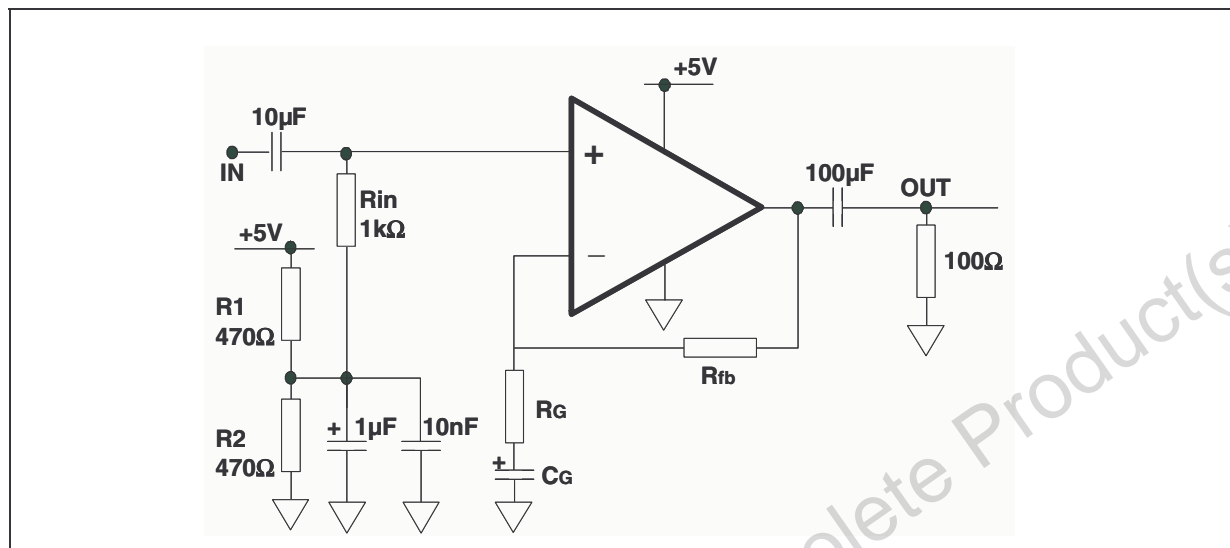 +5V
10µF
+
IN
Rin
1kΩ
100µF
OUT
+5V
–
100Ω
R1
470Ω
Rfb
RG
+ 1µF
10nF
R2
470Ω
+
CG
olete Product(s